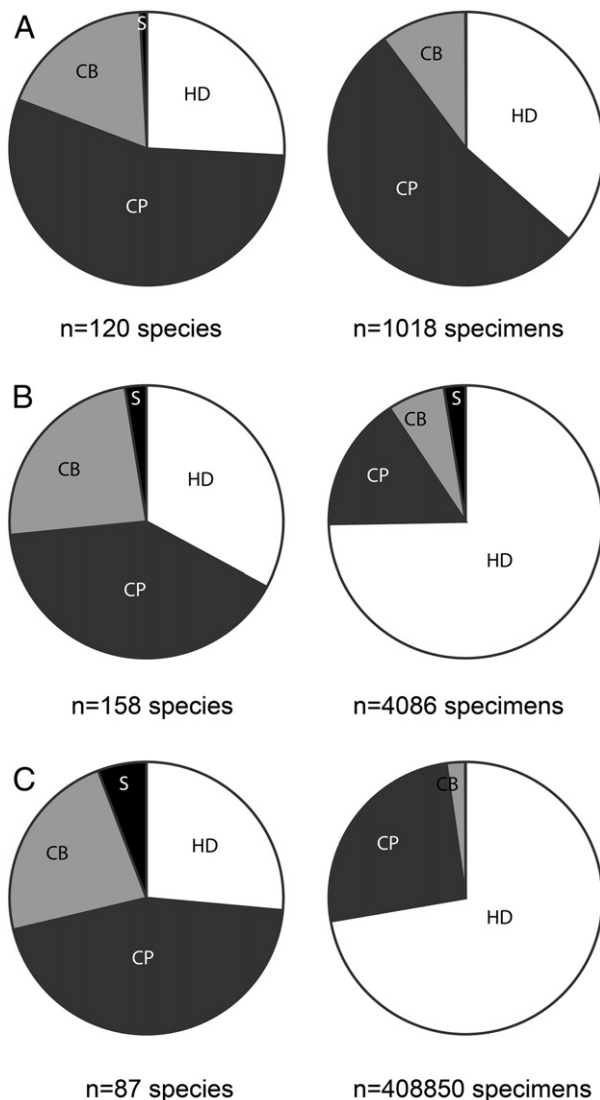 A
S
CB
HD
CP
n=120 species
CB
HD
CP
n=1018 specimens
B
S
CB
HD
CP
n=158 species
S
CB
CP
HD
n=4086 specimens
C
S
CB
HD
CP
n=87 species
CB
CP
HD
n=408850 specimens